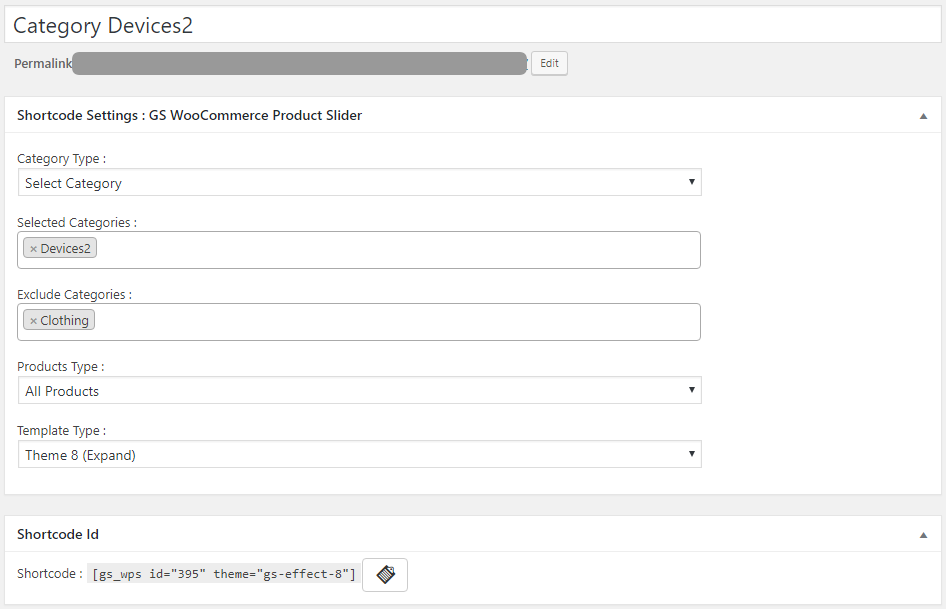 Category Devices2
Permalink Edit
Shortcode Settings : GS WooCommerce Product Slider
Category Type :
Select Category
Selected Categories :
× Devices2
Exclude Categories :
× Clothing
Products Type :
All Products
Template Type :
Theme 8 (Expand)
Shortcode Id
Shortcode : [gs_wps id="395" theme="gs-effect-8"]